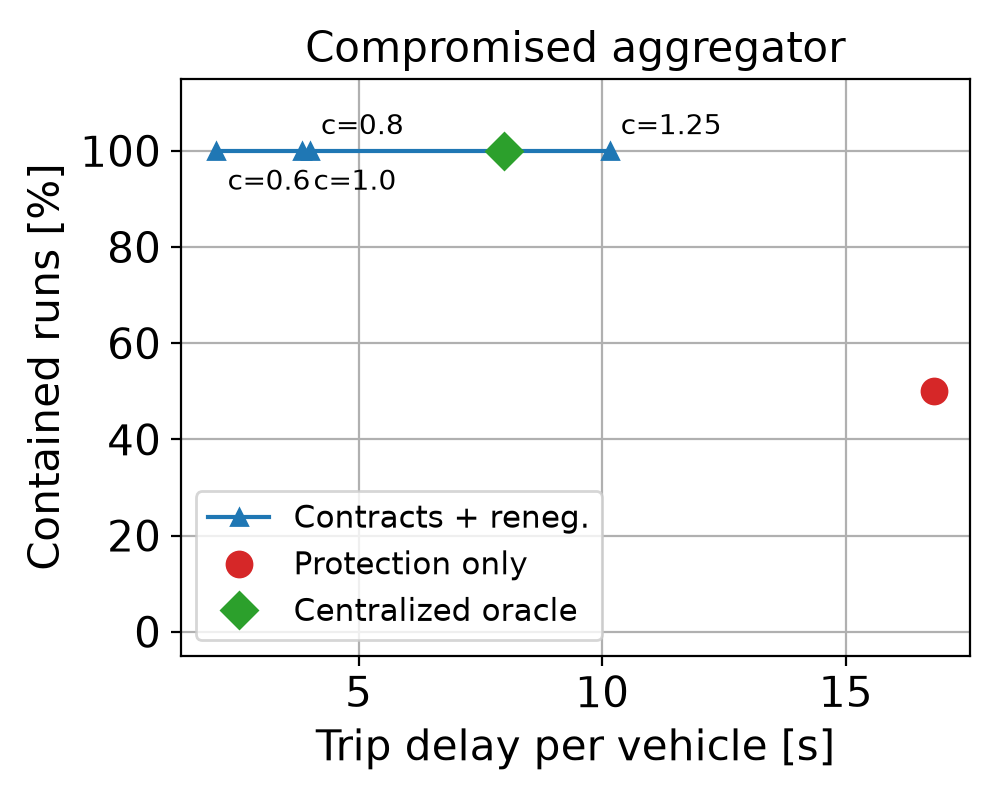 Compromised aggregator
Contained runs [%]
100
80
60
40
20
0
c=0.8
c=1.25
c=0.6
c=1.0
Contracts + reneg.
Protection only
Centralized oracle
5
10
15
Trip delay per vehicle [s]